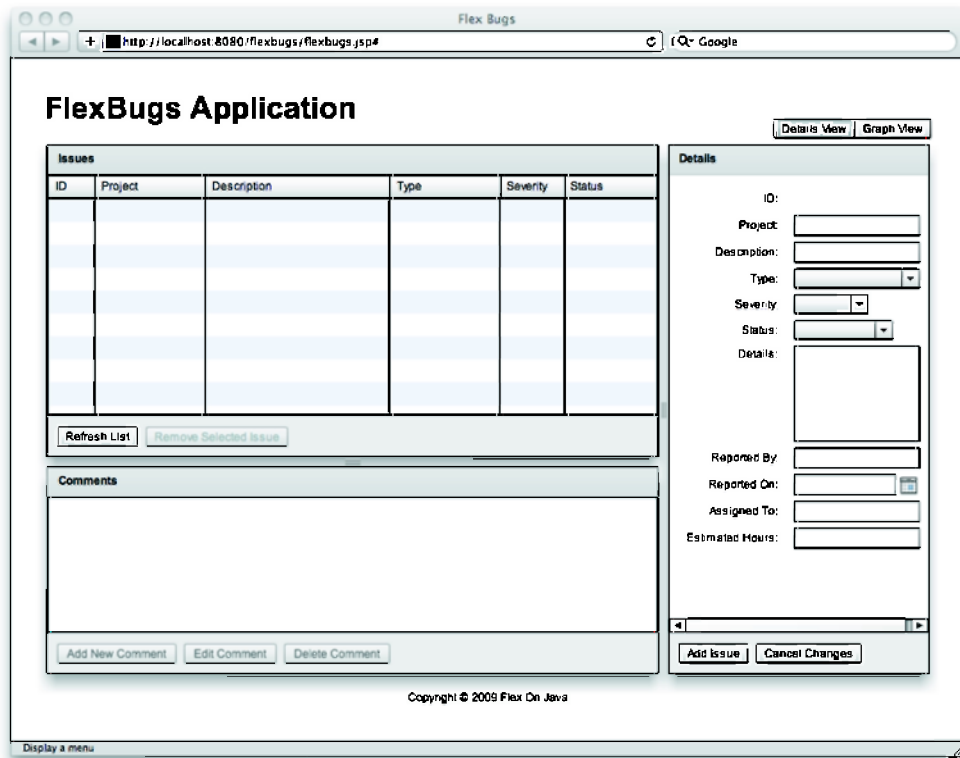 Flex Bugs
http://localhost:8080/flexbugs/flexbugs.jsp#
Google
FlexBugs Application
Details View
Graph View
Issues
ID Project Description Type Severity Status
Refresh List
Remove Selected Issue
Comments
Add New Comment
Edit Comment
Delete Comment
Details
ID:
Project:
Description:
Type:
Severity
Status:
Details:
Reported By
Reported On:
Assigned To:
Estimated Hours:
Add Issue
Cancel Changes
Copyright © 2009 Flex On Java
Display a menu